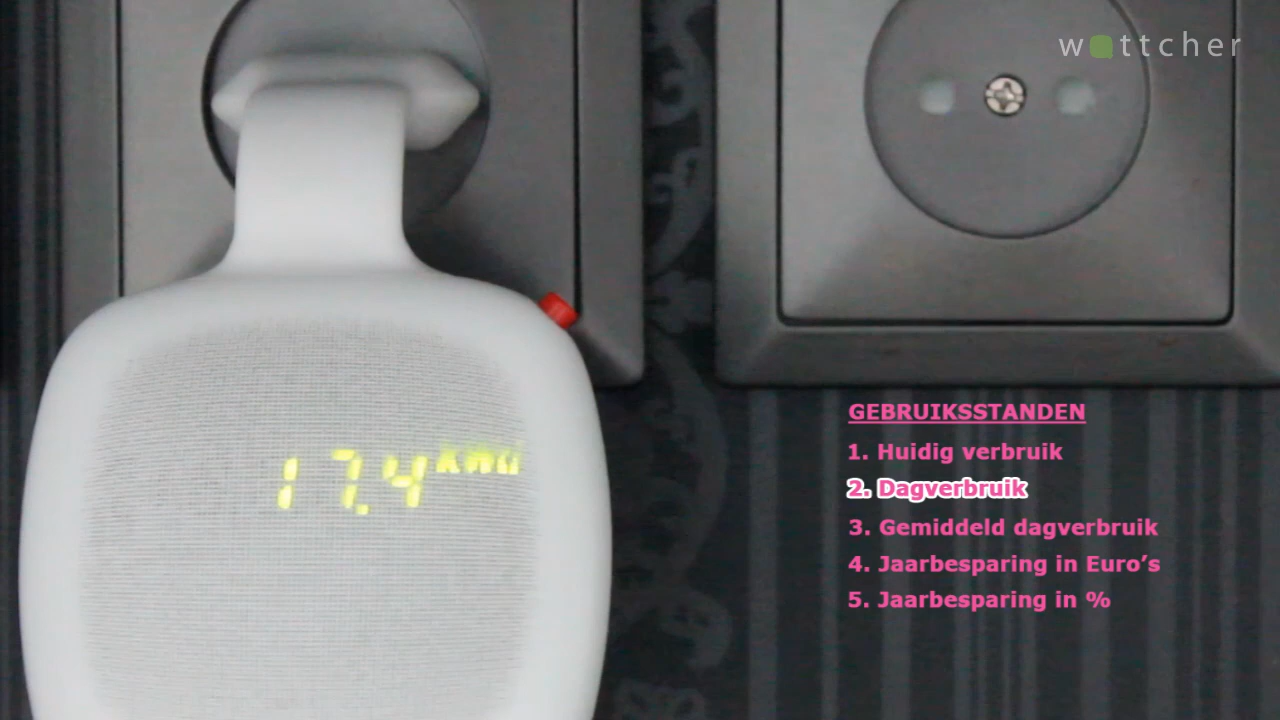 wattcher
17.4 KWU
GEBRUIKSSTANDEN
1. Huidig verbruik
2. Dagverbruik
3. Gemiddeld dagverbruik
4. Jaarbesparing in Euro’s
5. Jaarbesparing in %